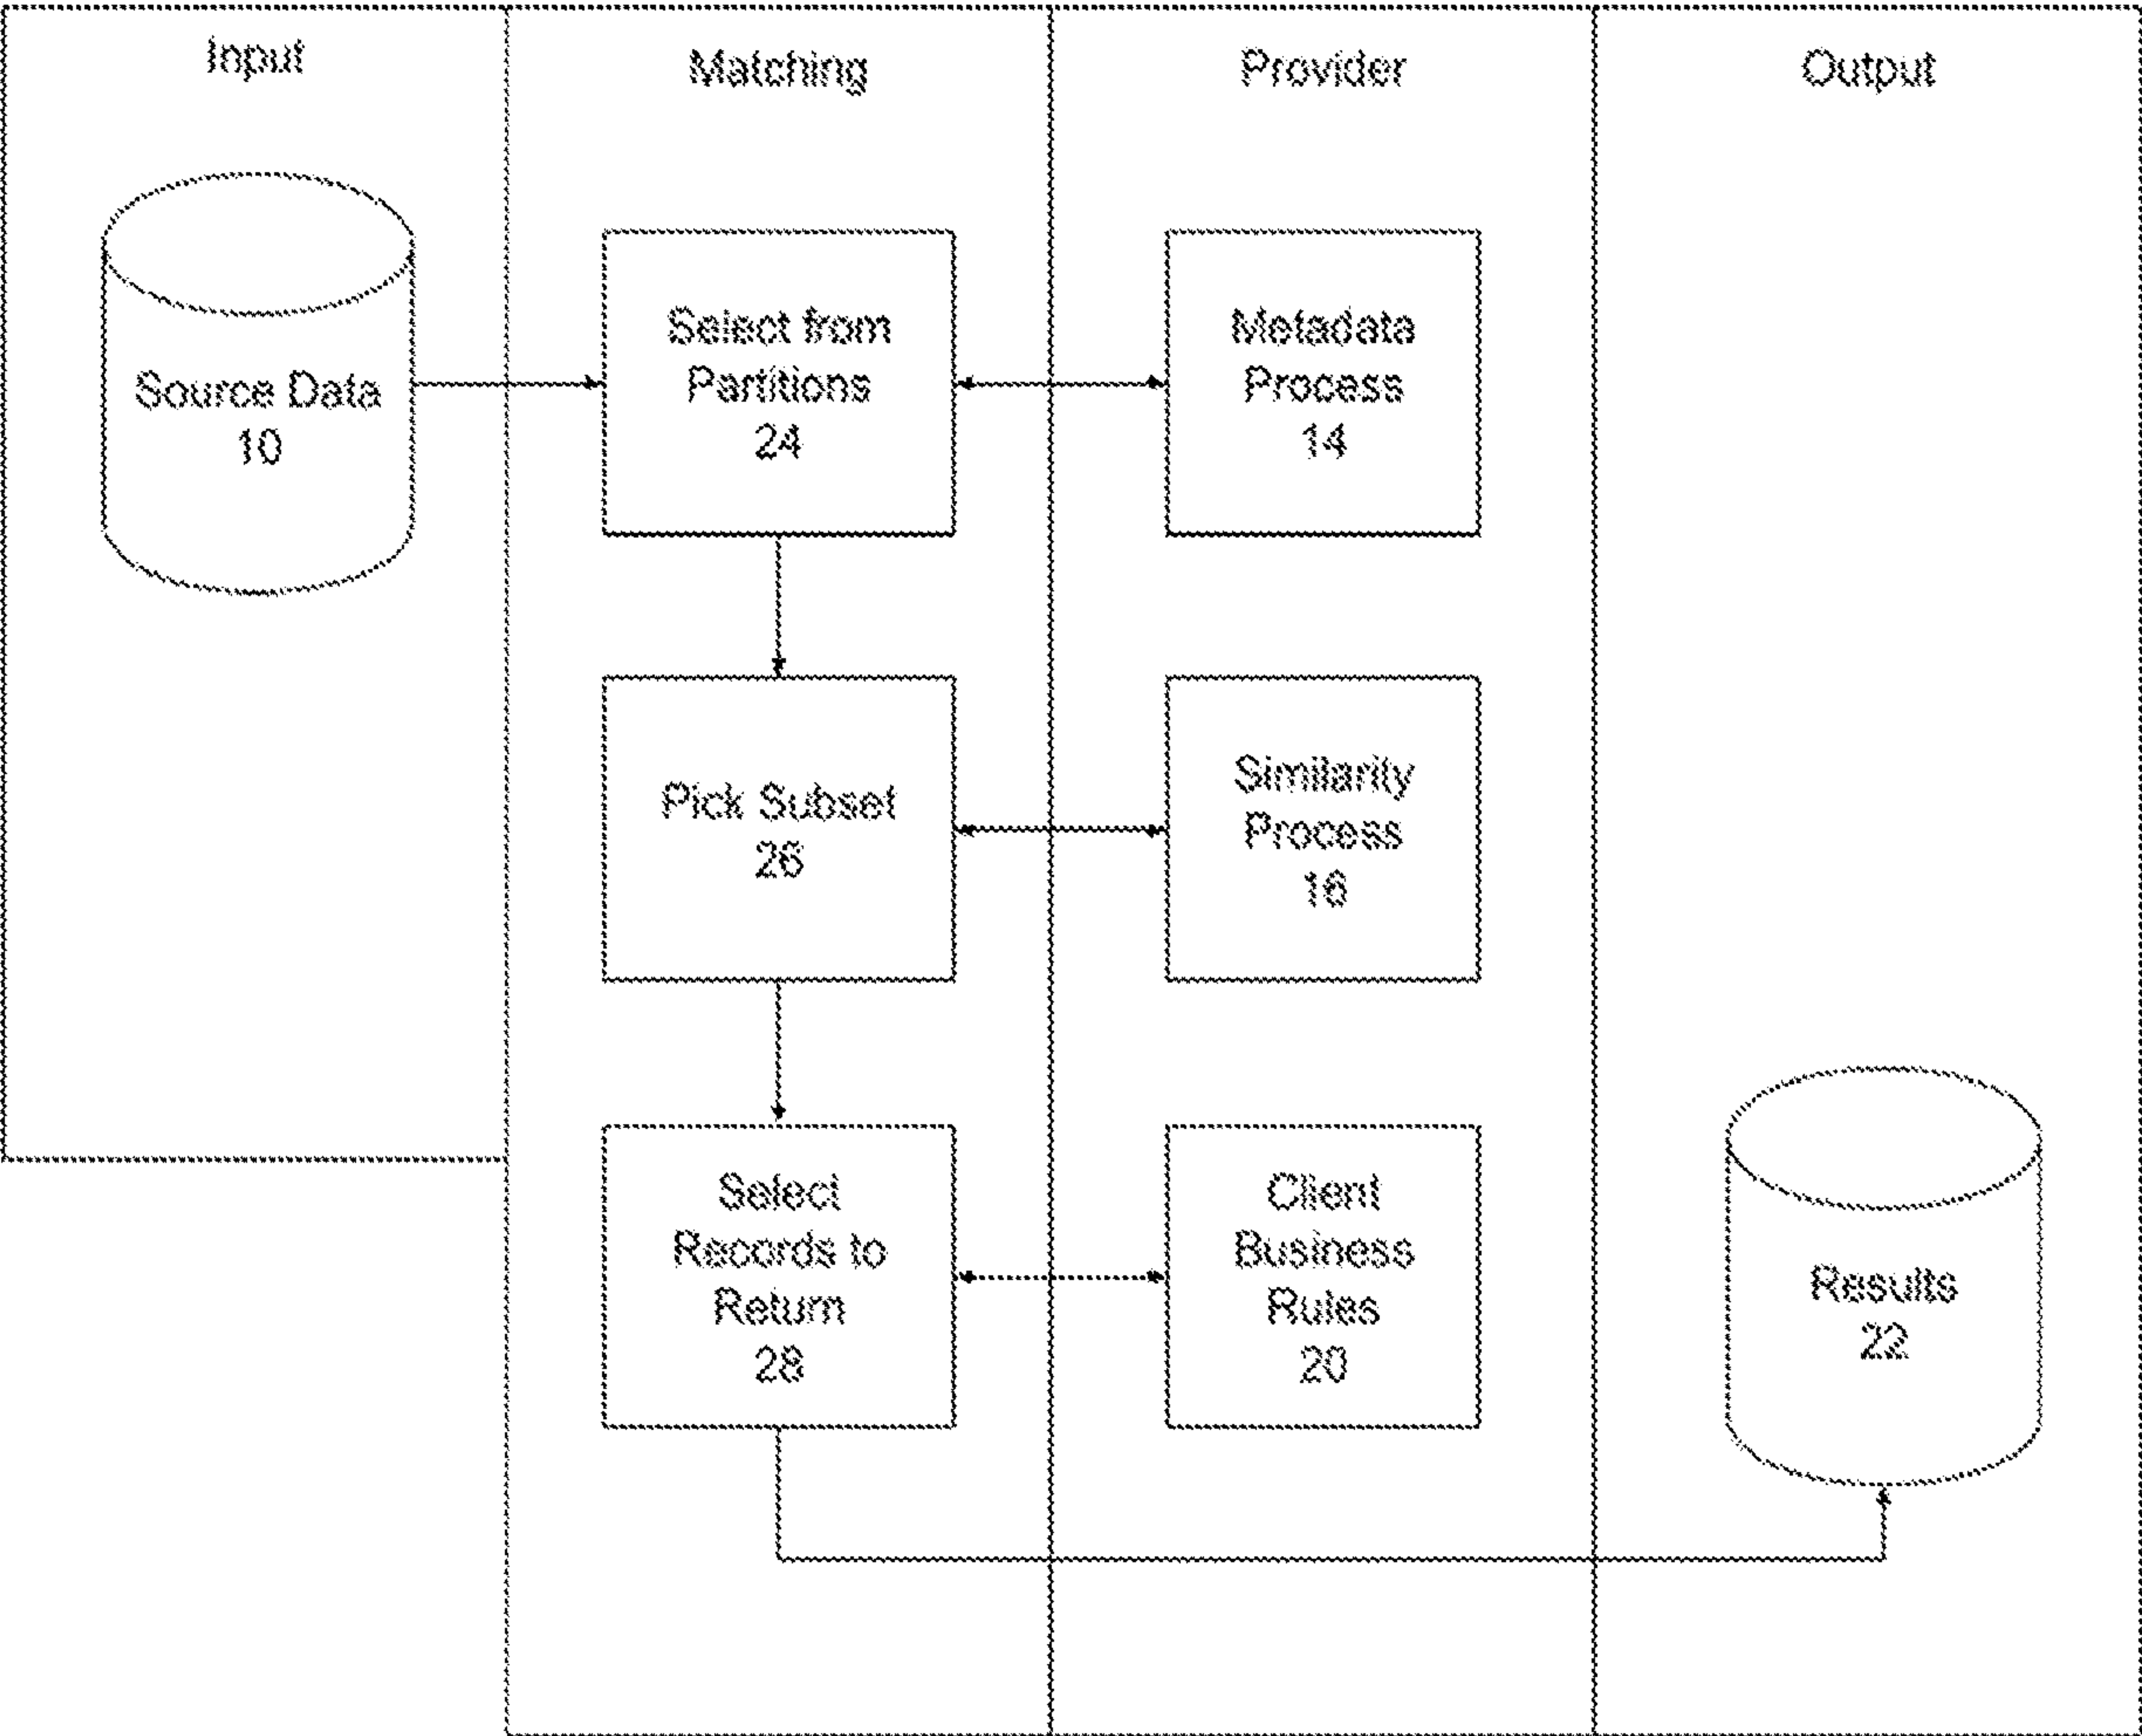 Input
Matching
Provider
Output
Source Data
10
Select from
Partitions
24
Metadata
Process
14
Pick Subset
26
Similarity
Process
16
Select
Records to
Return
28
Client
Business
Rules
20
Results
22